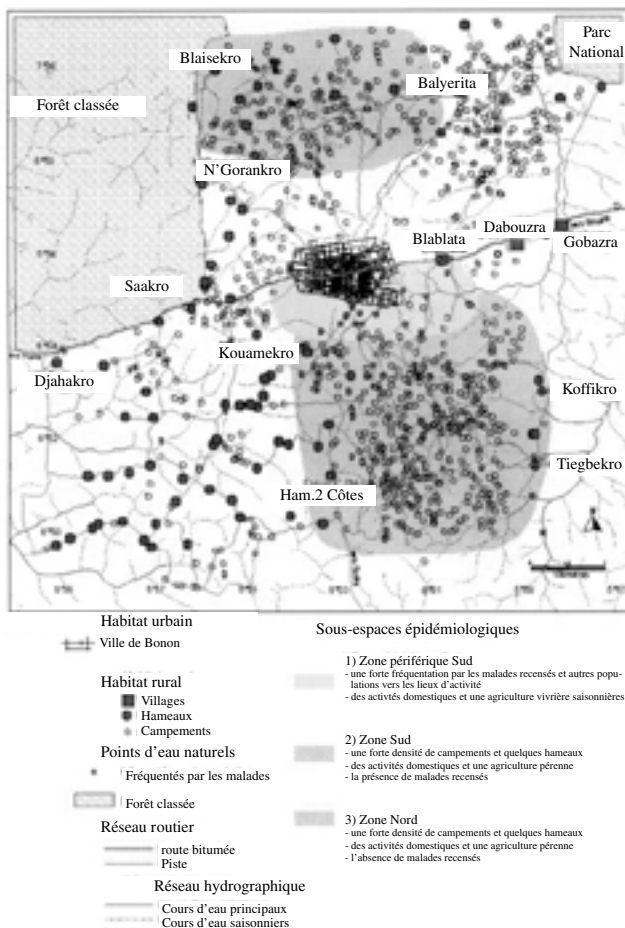 Parc
National
Blaisekro
Balyerita
Forêt classée
N'Gorankro
Dabouzra
Blablata
Gobazra
Saakro
Kouamekro
Djahakro
Koffikro
Tiegbekro
Ham.2 Côtes
Habitat urbain
Ville de Bonon
Habitat rural
Villages
Hameaux
Campements
Points d'eau naturels
Fréquentés par les malades
Forêt classée
Réseau routier
route bitumée
Piste
Réseau hydrographique
Cours d'eau principaux
Cours d'eau saisonniers
Sous-espaces épidémiologiques
1) Zone périférique Sud
- une forte fréquentation par les malades recensés et autres popu-
lations vers les lieux d'activité
- des activtés domestiques et une agriculture vivrière saisonnières
2) Zone Sud
- une forte densité de campements et quelques hameaux
- des activités domestiques et une agriculture pérenne
- la présence de malades recensés
3) Zone Nord
- une forte densité de campements et quelques hameaux
- des activités domestiques et une agriculture pérenne
- l'absence de malades recensés